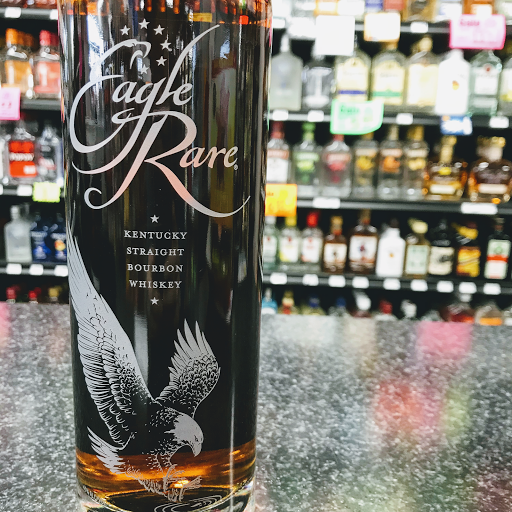 Eagle
Rare
KENTUCKY
STRAIGHT
BOURBON
WHISKEY